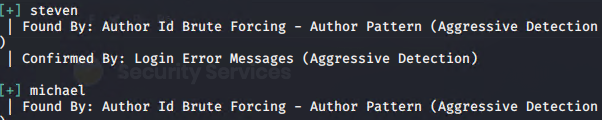 [+] steven
| Found By: Author Id Brute Forcing - Author Pattern (Aggressive Detection
)
| Confirmed By: Login Error Messages (Aggressive Detection)
Security Services
[+] michael
| Found By: Author Id Brute Forcing - Author Pattern (Aggressive Detection
)